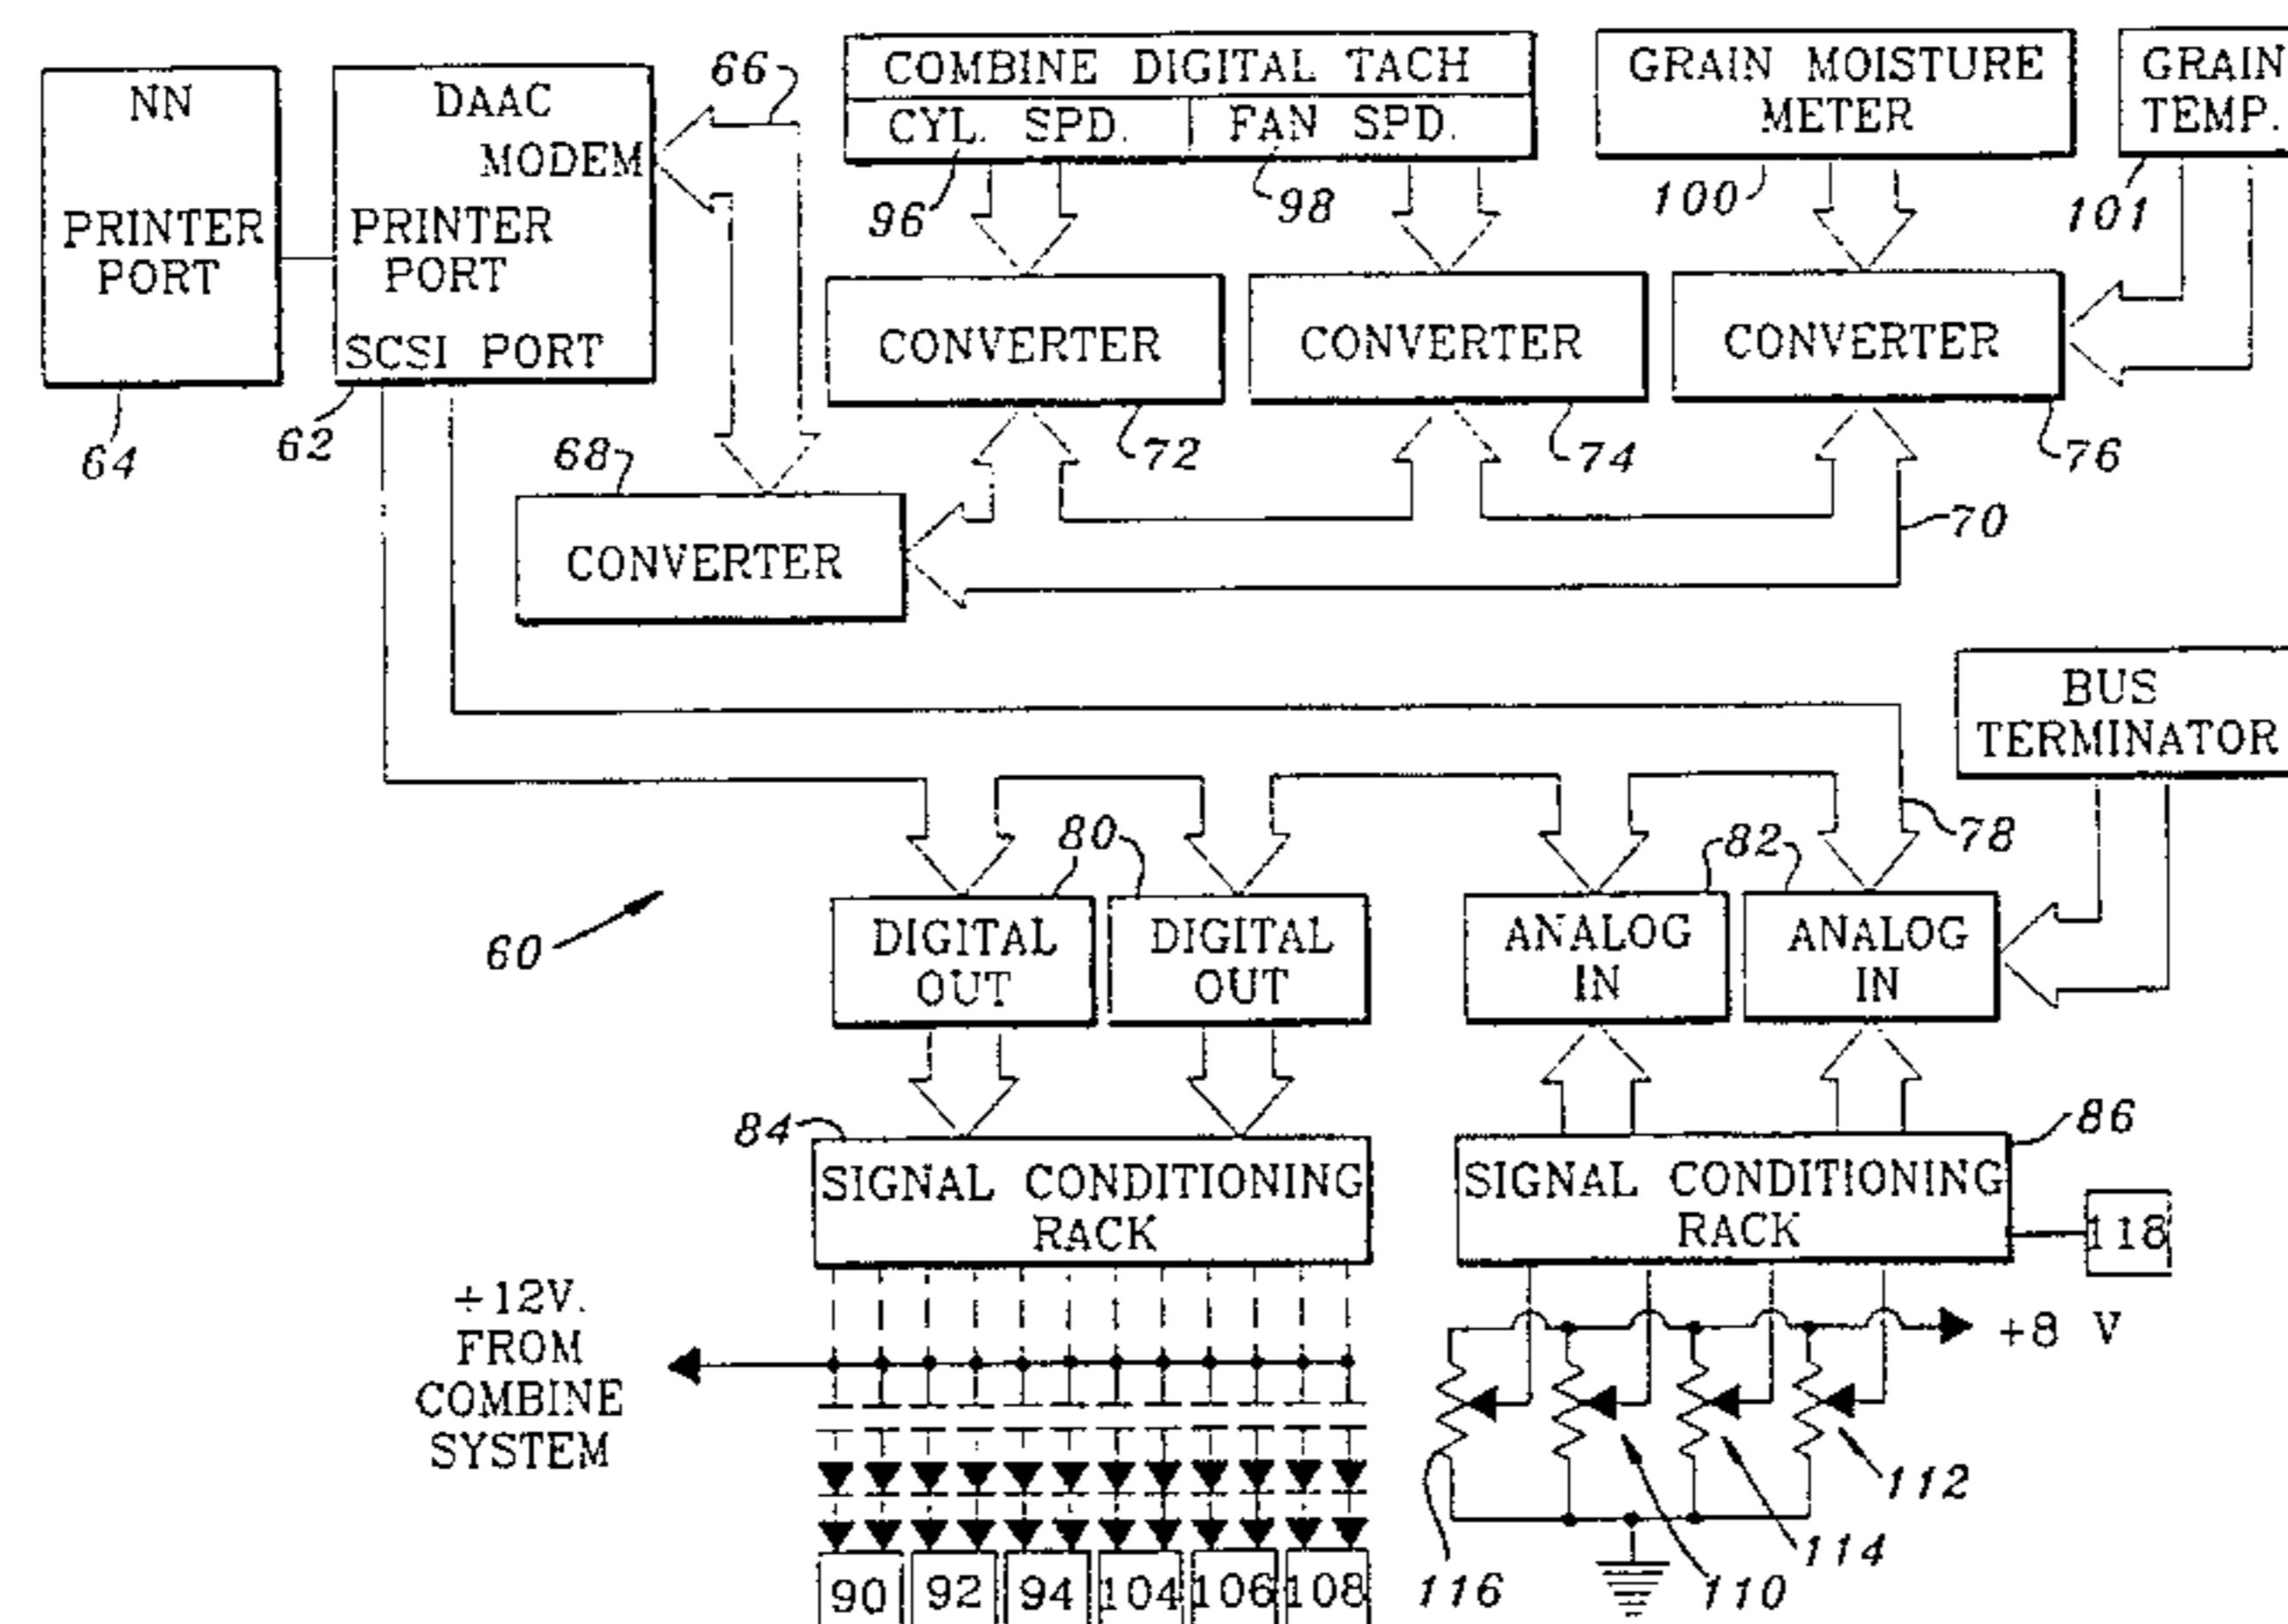 NN
PRINTER
PORT
64
DAAC
MODEM
PRINTER
PORT
SCSI PORT
62
66
COMBINE DIGITAL TACH
CYL. SPD.
FAN SPD.
96
98
GRAIN MOISTURE
METER
100
GRAIN
TEMP.
101
CONVERTER
72
CONVERTER
74
CONVERTER
76
68
CONVERTER
70
BUS
TERMINATOR
78
80
82
60
DIGITAL
OUT
DIGITAL
OUT
ANALOG
IN
ANALOG
IN
84
SIGNAL CONDITIONING
RACK
86
SIGNAL CONDITIONING
RACK
118
+12V.
FROM
COMBINE
SYSTEM
+8 V
112
114
110
116
90
92
94
104
106
108